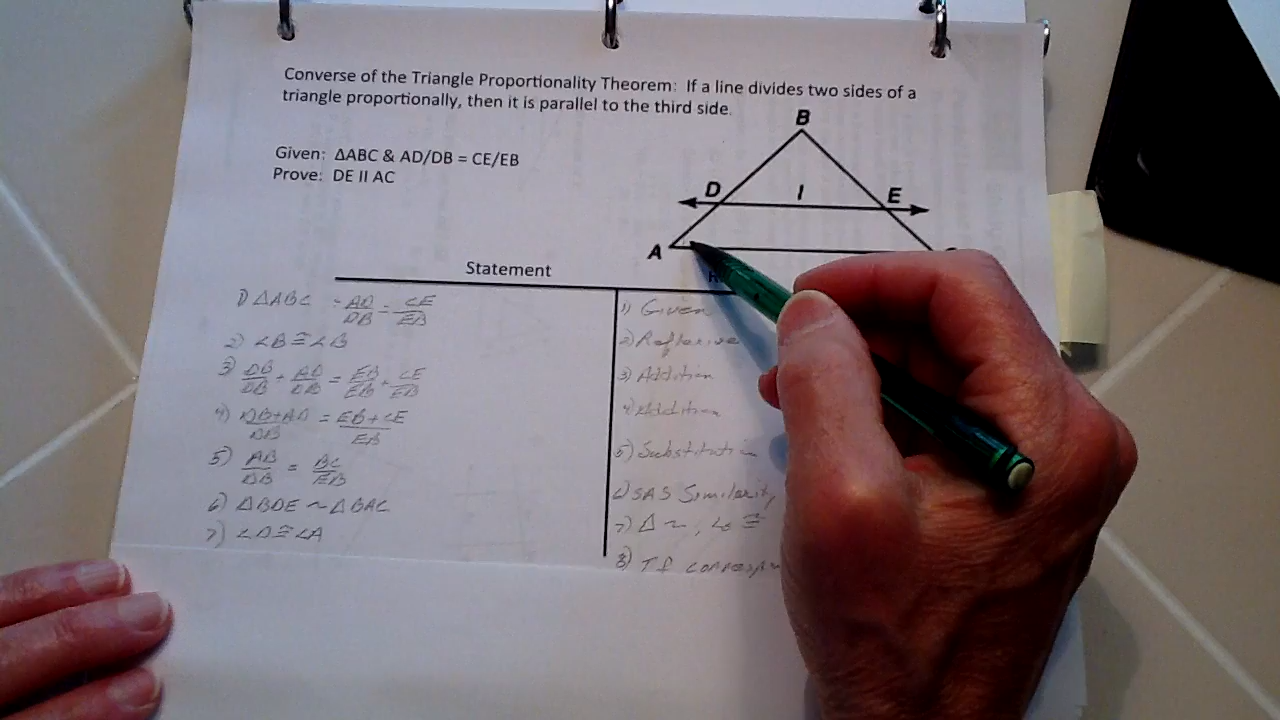 Converse of the Triangle Proportionality Theorem: If a line divides two sides of a
triangle proportionally, then it is parallel to the third side.
B
Given: ΔABC & AD/DB = CE/EB
Prove: DE II AC
D I E
A
Statement
1) ΔABC = AD/DB = CE/EB
1) Given
2) ∠B ≅ ∠B
2) Reflexive
3) DB/DB + AD/DB = EB/EB + CE/EB
3) Addition
4) DB+AD/DB = EB+CE/EB
4) Addition
5) AB/DB = BC/EB
5) Substitution
6) ΔBDE ~ ΔBAC
6) SAS Similarity
7) ∠D ≅ ∠A
7) Δ ~, ∠s ≅
8) If